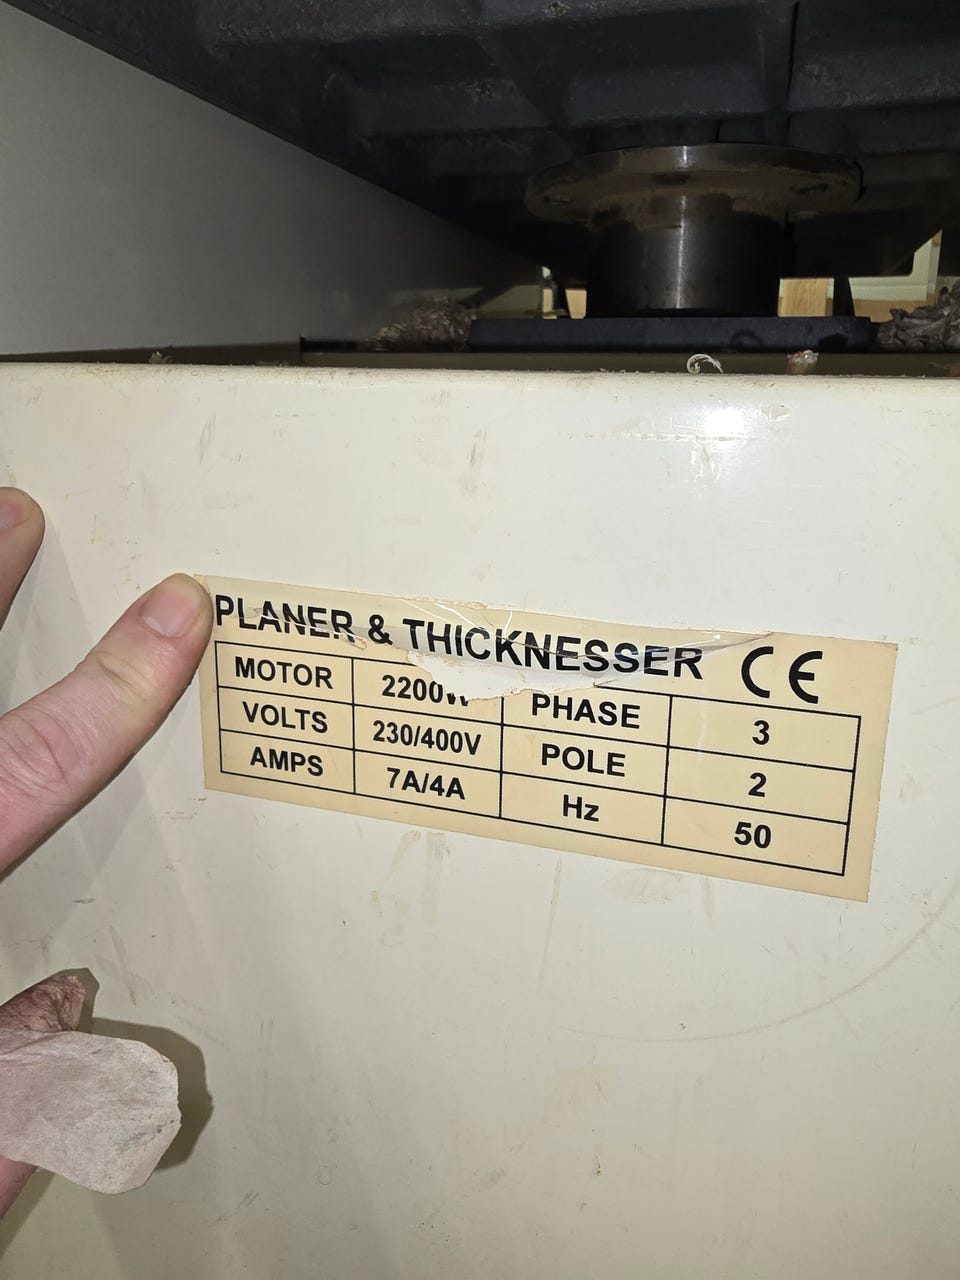 PLANER & THICKNESSER CE
MOTOR 2200W PHASE 3
VOLTS 230/400V POLE 2
AMPS 7A/4A Hz 50